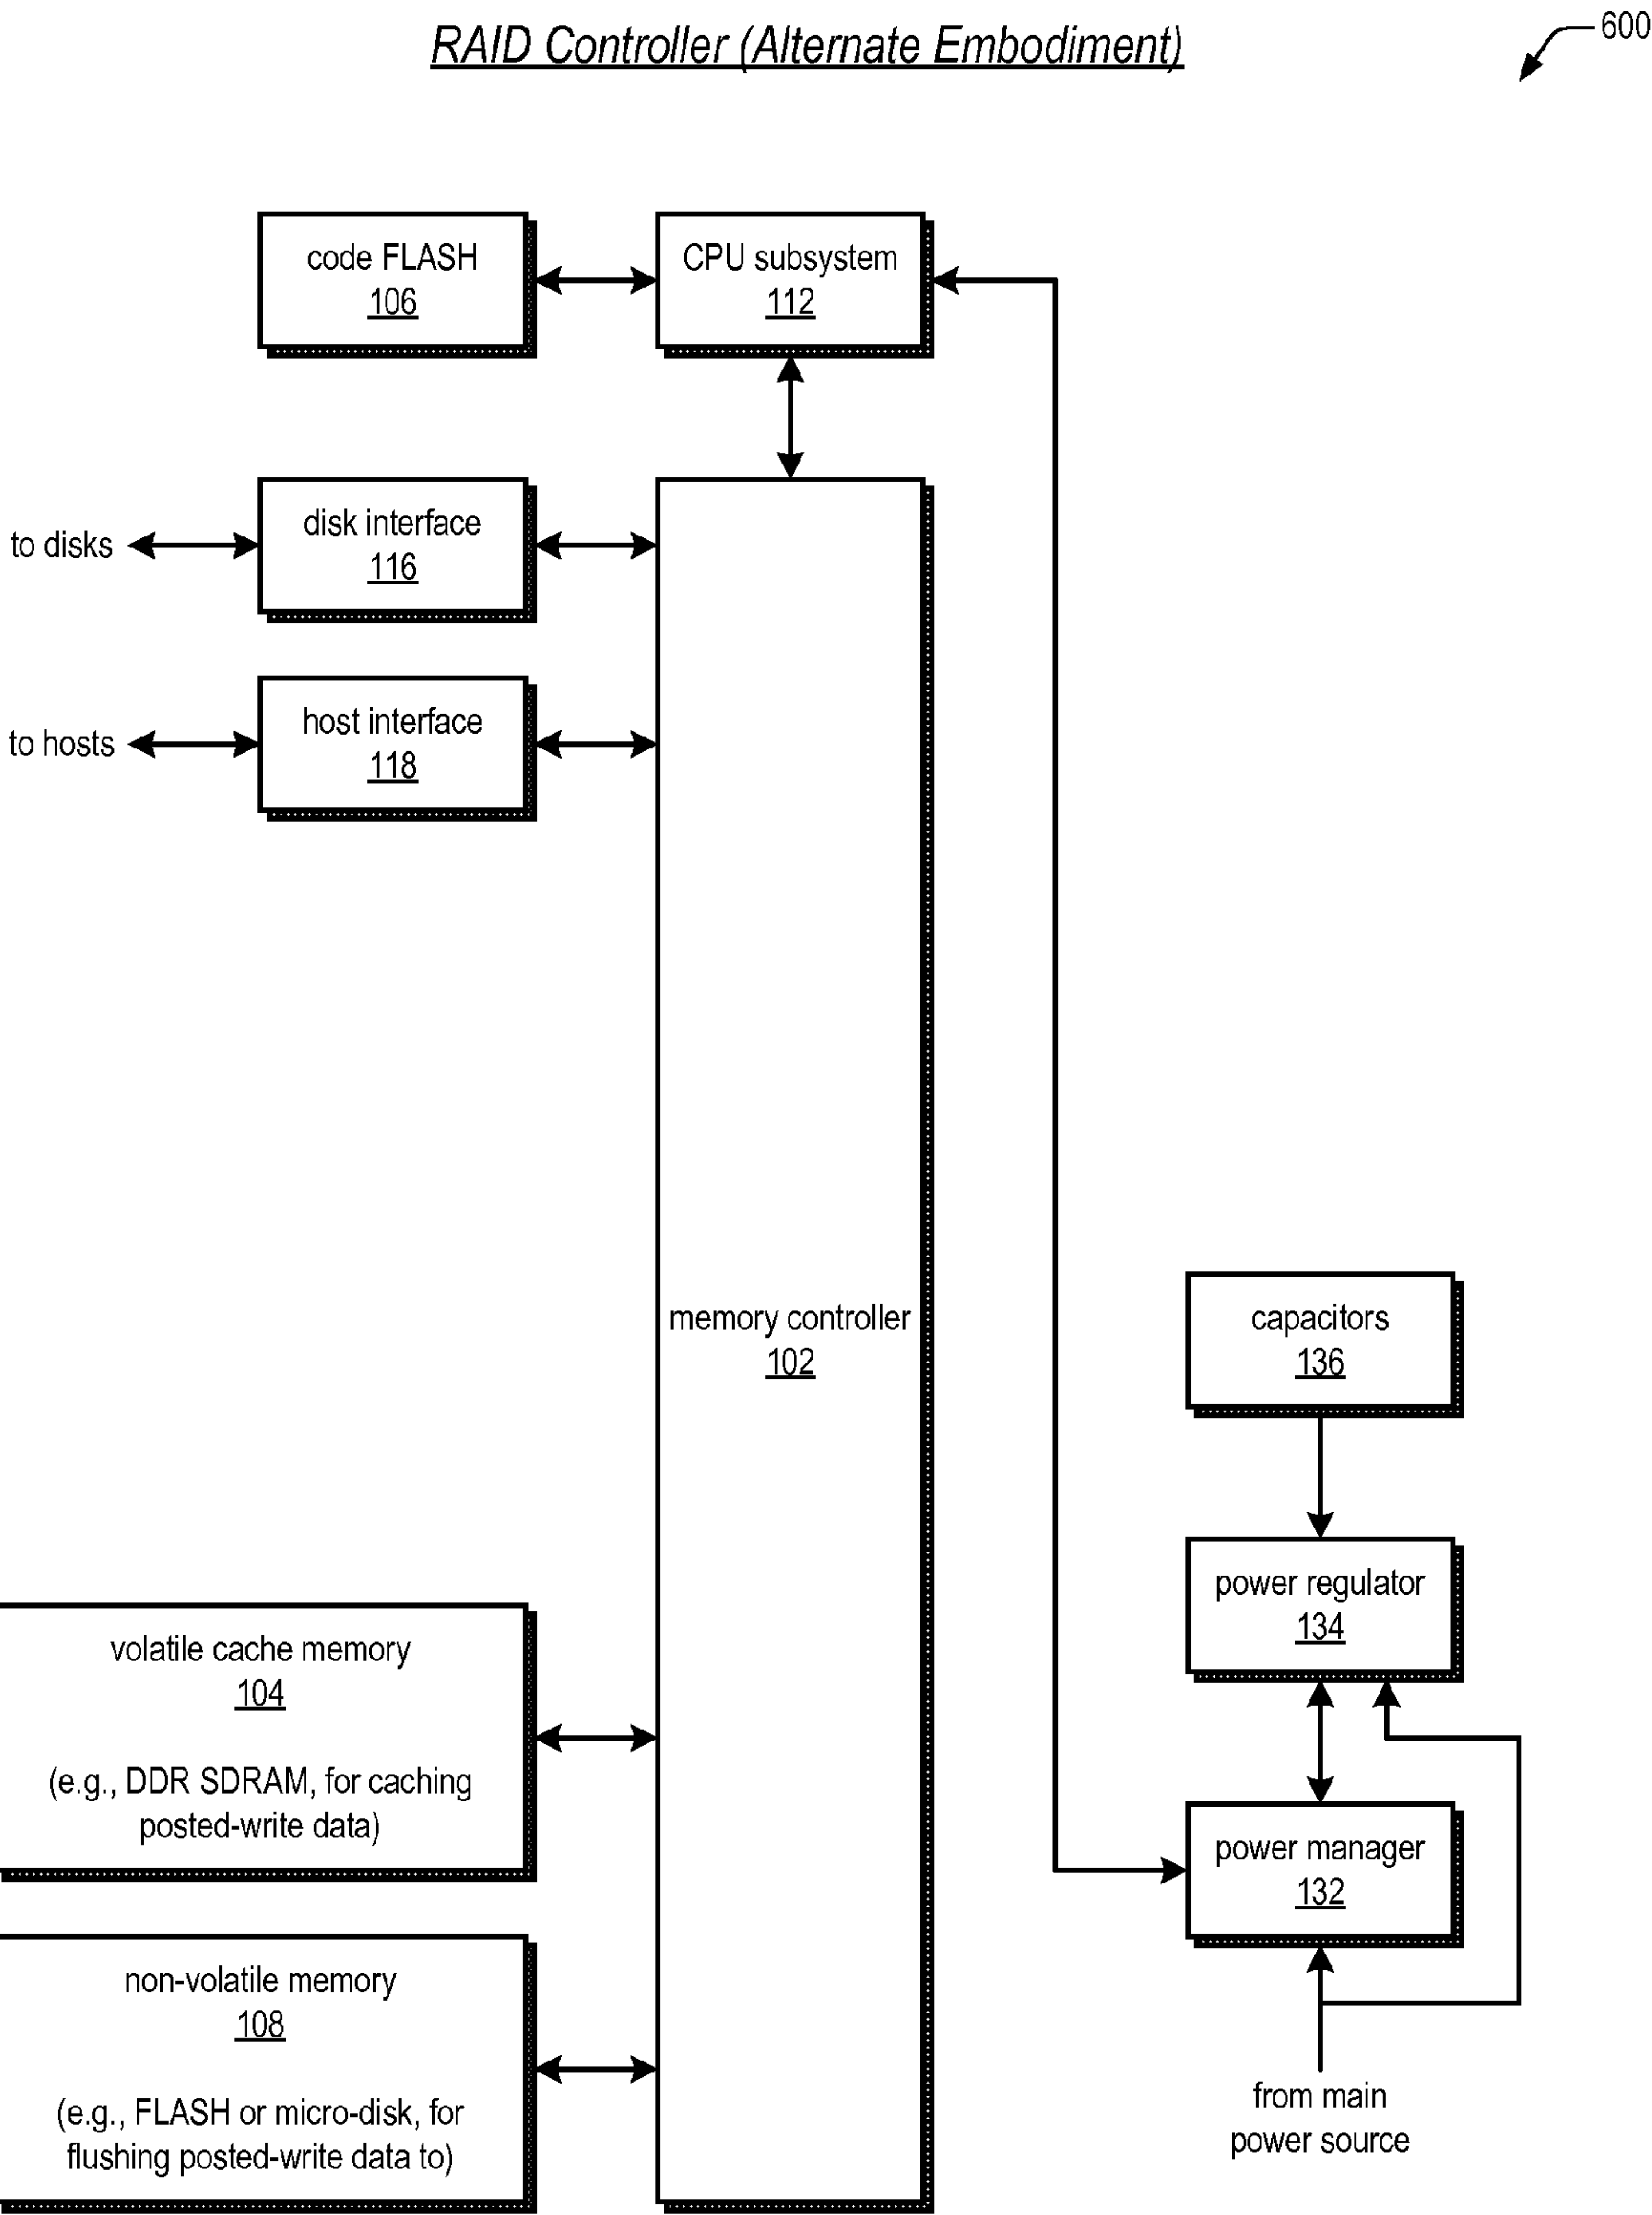 RAID Controller (Alternate Embodiment)
600
code FLASH
106
CPU subsystem
112
to disks
disk interface
116
to hosts
host interface
118
memory controller
102
capacitors
136
power regulator
134
volatile cache memory
104
(e.g., DDR SDRAM, for caching
posted-write data)
power manager
132
non-volatile memory
108
(e.g., FLASH or micro-disk, for
flushing posted-write data to)
from main
power source